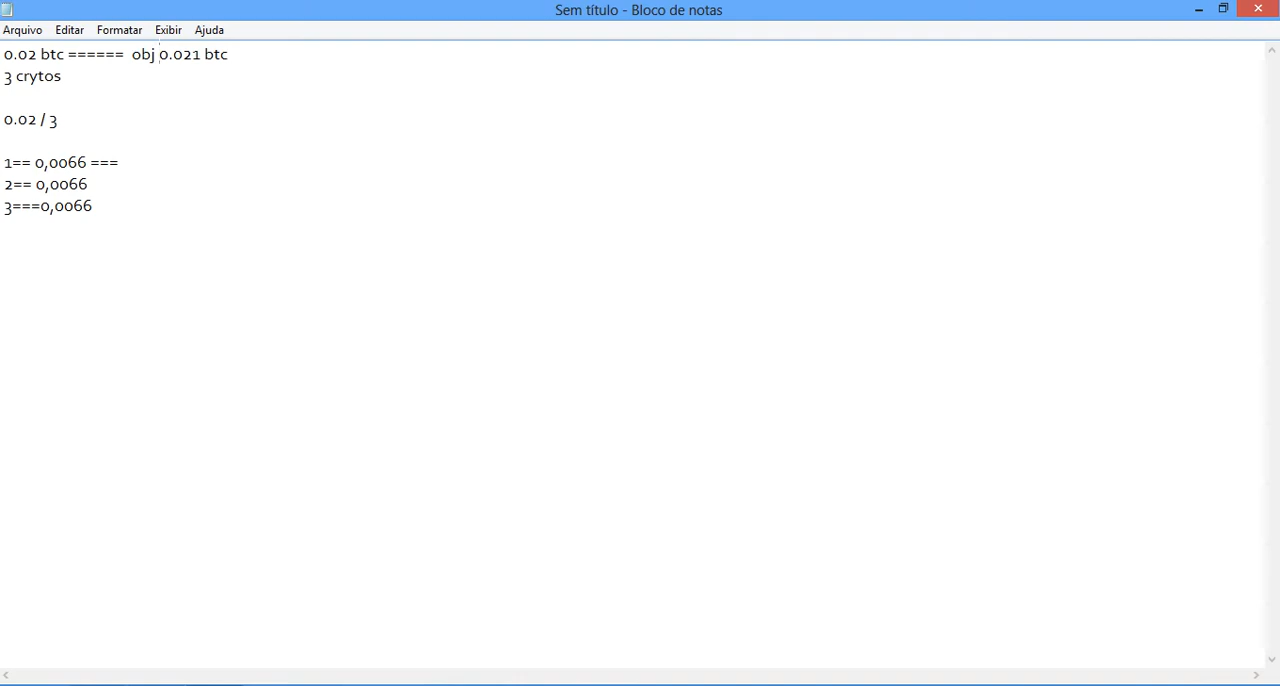 Sem título - Bloco de notas
Arquivo Editar Formatar Exibir Ajuda
0.02 btc ====== obj 0.021 btc
3 crytos
0.02 / 3
1== 0,0066 ===
2== 0,0066
3===0,0066